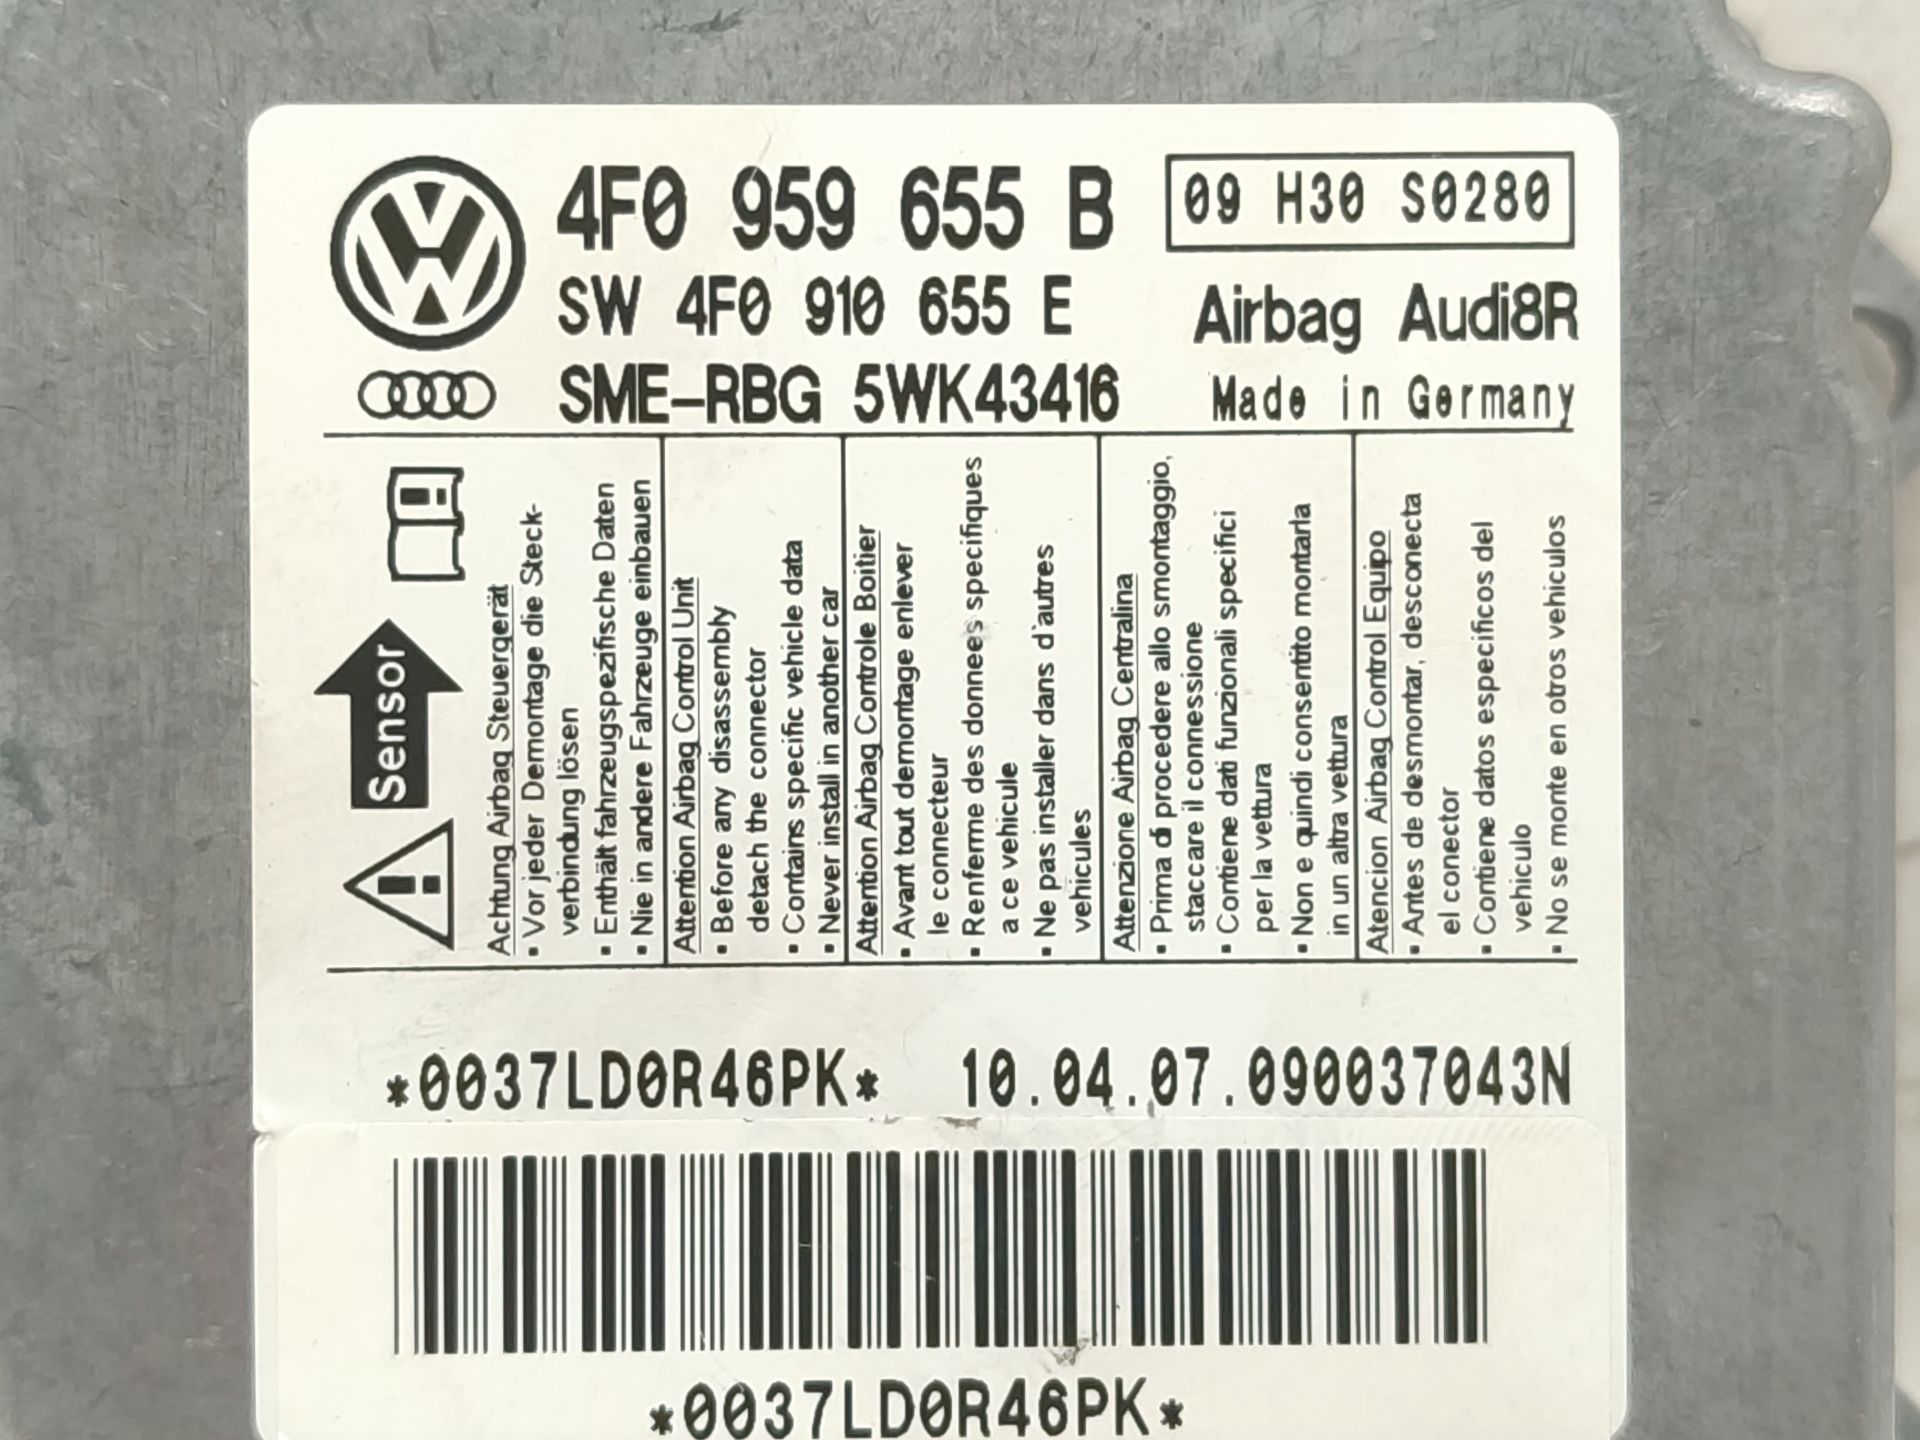 4F0 959 655 B
09 H30 S0280
SW 4F0 910 655 E
Airbag Audi8R
SME-RBG 5WK43416
Made in Germany
Sensor
Achtung Airbag Steuergerät
▪ Vor jeder Demontage die Steck-
verbindung lösen
▪ Enthält fahrzeugspezifische Daten
▪ Nie in andere Fahrzeuge einbauen
Attention Airbag Control Unit
▪ Before any disassembly
detach the connector
▪ Contains specific vehicle data
▪ Never install in another car
Attention Airbag Controle Boitier
▪ Avant tout demontage enlever
le connecteur
▪ Renferme des donnees specifiques
a ce vehicule
▪ Ne pas installer dans d'autres
vehicules
Attenzione Airbag Centralina
▪ Prima di procedere allo smontaggio,
staccare il connessione
▪ Contiene dati funzionali specifici
per la vettura
▪ Non e quindi consentito montarla
in un altra vettura
Atencion Airbag Control Equipo
▪ Antes de desmontar, desconecta
el conector
▪ Contiene datos especificos del
vehiculo
▪ No se monte en otros vehiculos
*0037LD0R46PK* 10.04.07.090037043N
*0037LD0R46PK*